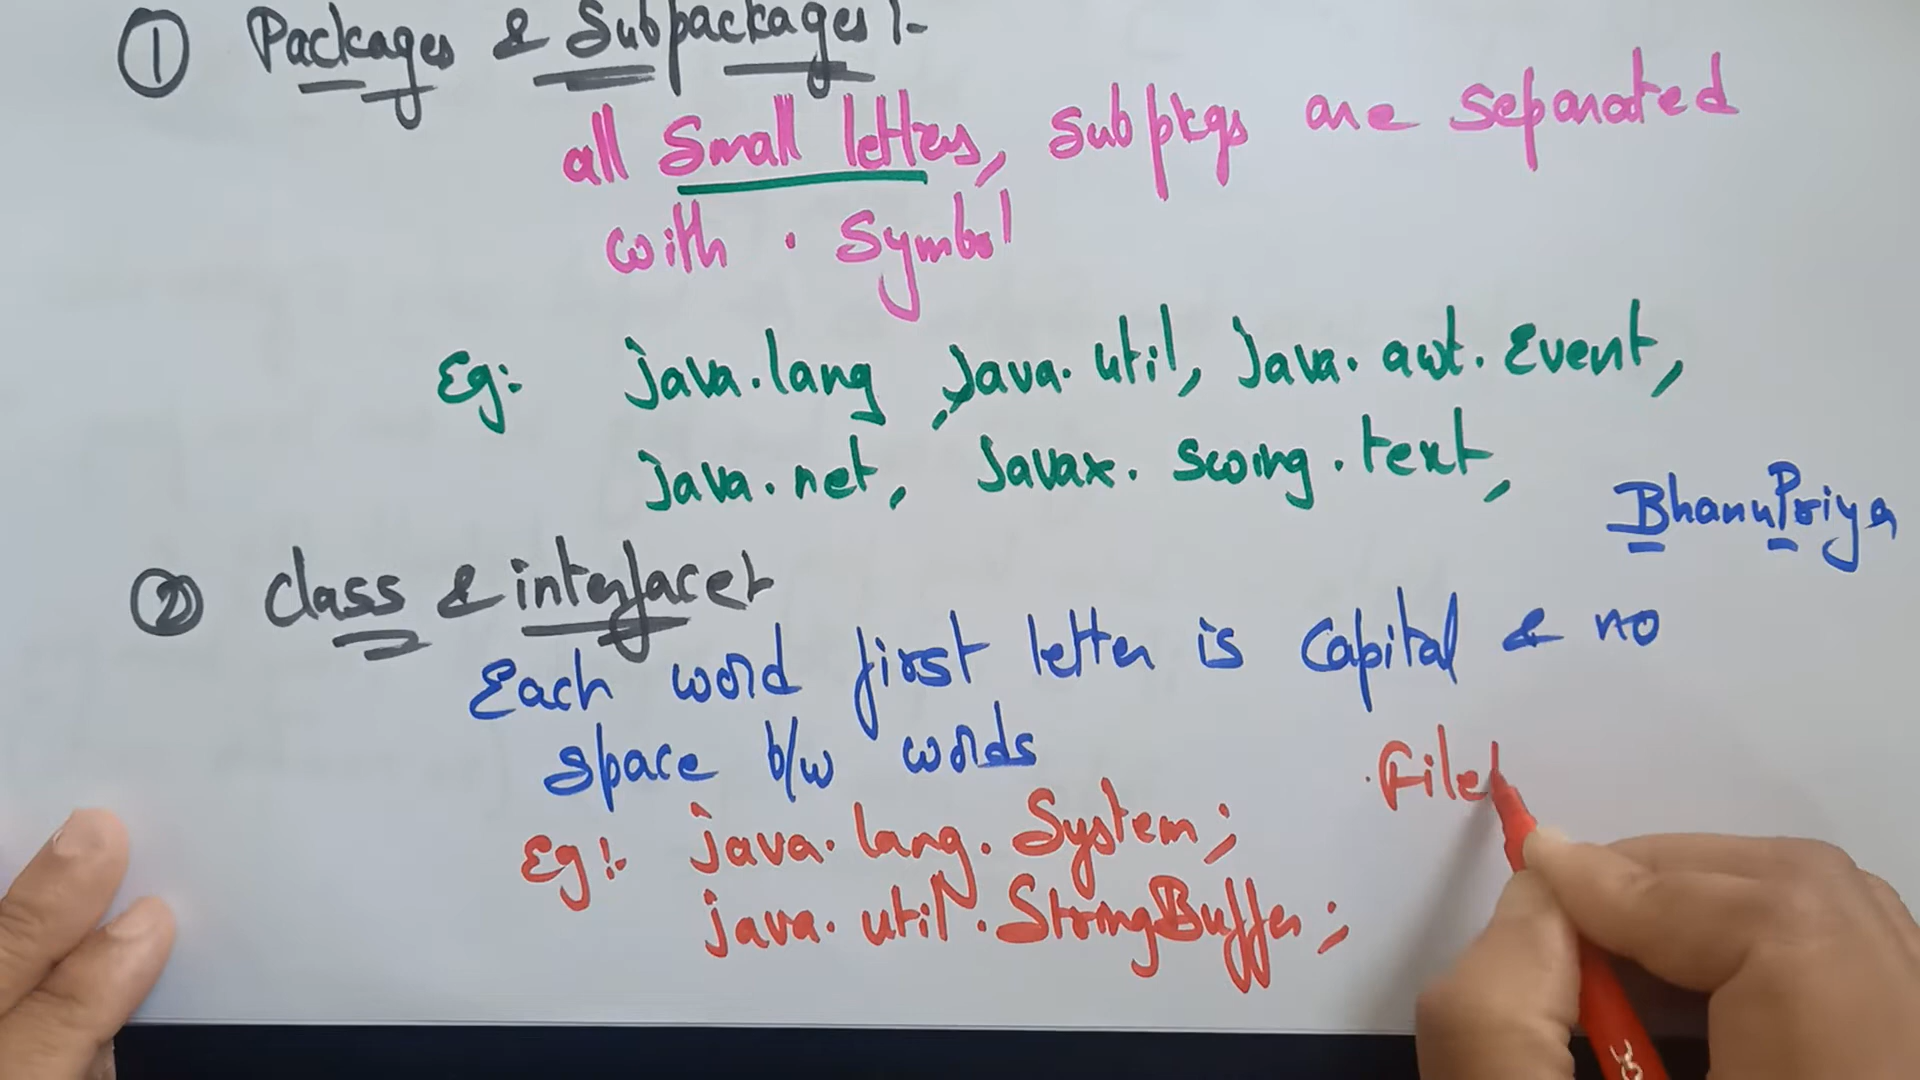 ① Packages & Subpackages :-
all Small letters, subpkgs are separated
with . Symbol
Eg: java.lang, java.util, java.awt.Event,
java.net, javax.swing.text,
BhanuPriya
② class & interface:-
Each word first letter is Capital & no
space b/w words
File
Eg:- java.lang.System;
java.util.StringBuffer;